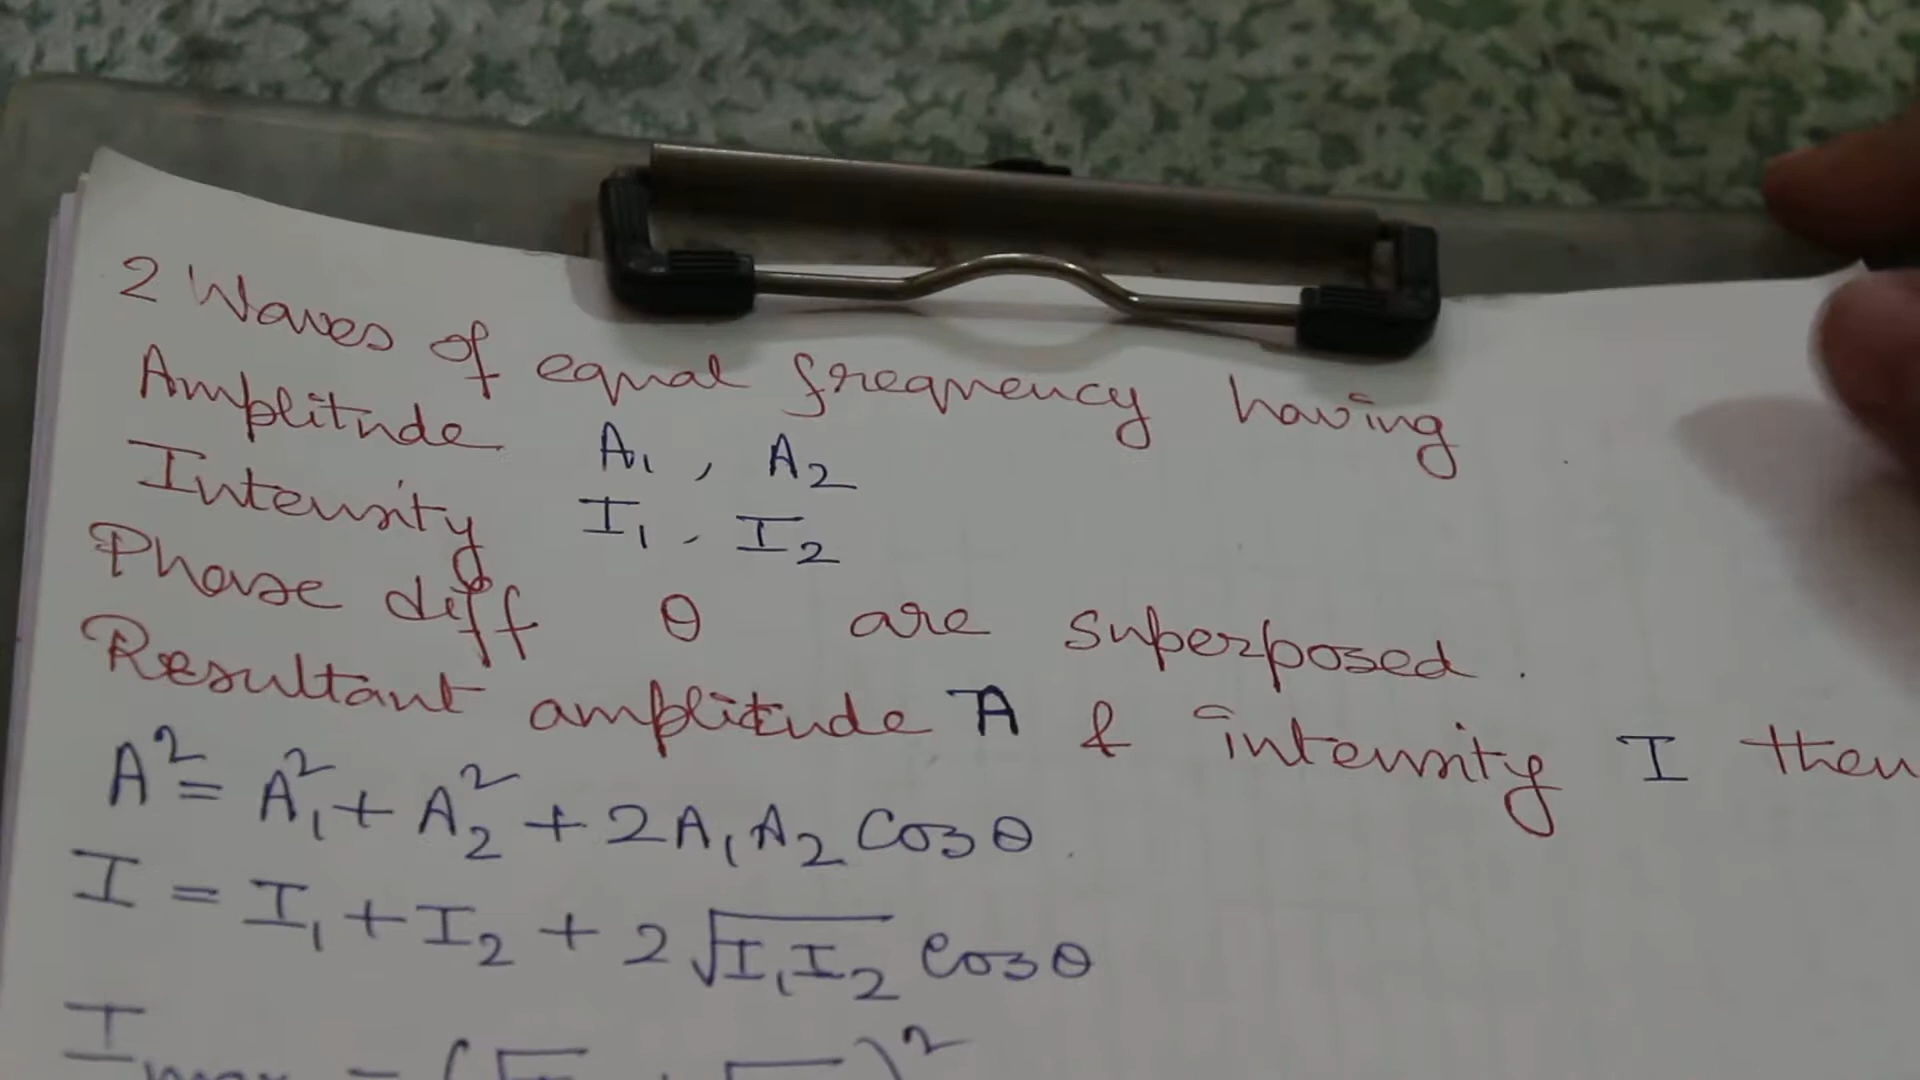 2 Waves of equal frequency having
Amplitude A₁, A₂
Intensity I₁, I₂
Phase diff θ are superposed.
Resultant amplitude A & intensity I then
A² = A₁² + A₂² + 2A₁A₂ Cosθ
I = I₁ + I₂ + 2√I₁I₂ Cosθ